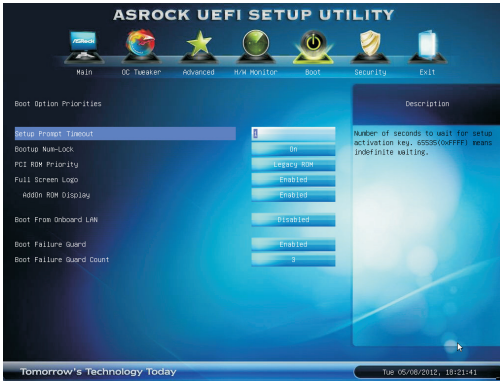 ASROCK UEFI SETUP UTILITY
ASRock
Main OC Tweaker Advanced H/W Monitor Boot Security Exit
Boot Option Priorities
Description
Setup Prompt Timeout 1
Number of seconds to wait for setup
activation key. 65535(0xFFFF) means
indefinite waiting.
Bootup Num-Lock On
PCI ROM Priority Legacy ROM
Full Screen Logo Enabled
AddOn ROM Display Enabled
Boot From Onboard LAN Disabled
Boot Failure Guard Enabled
Boot Failure Guard Count 3
Tomorrow's Technology Today
Tue 05/08/2012, 18:21:41